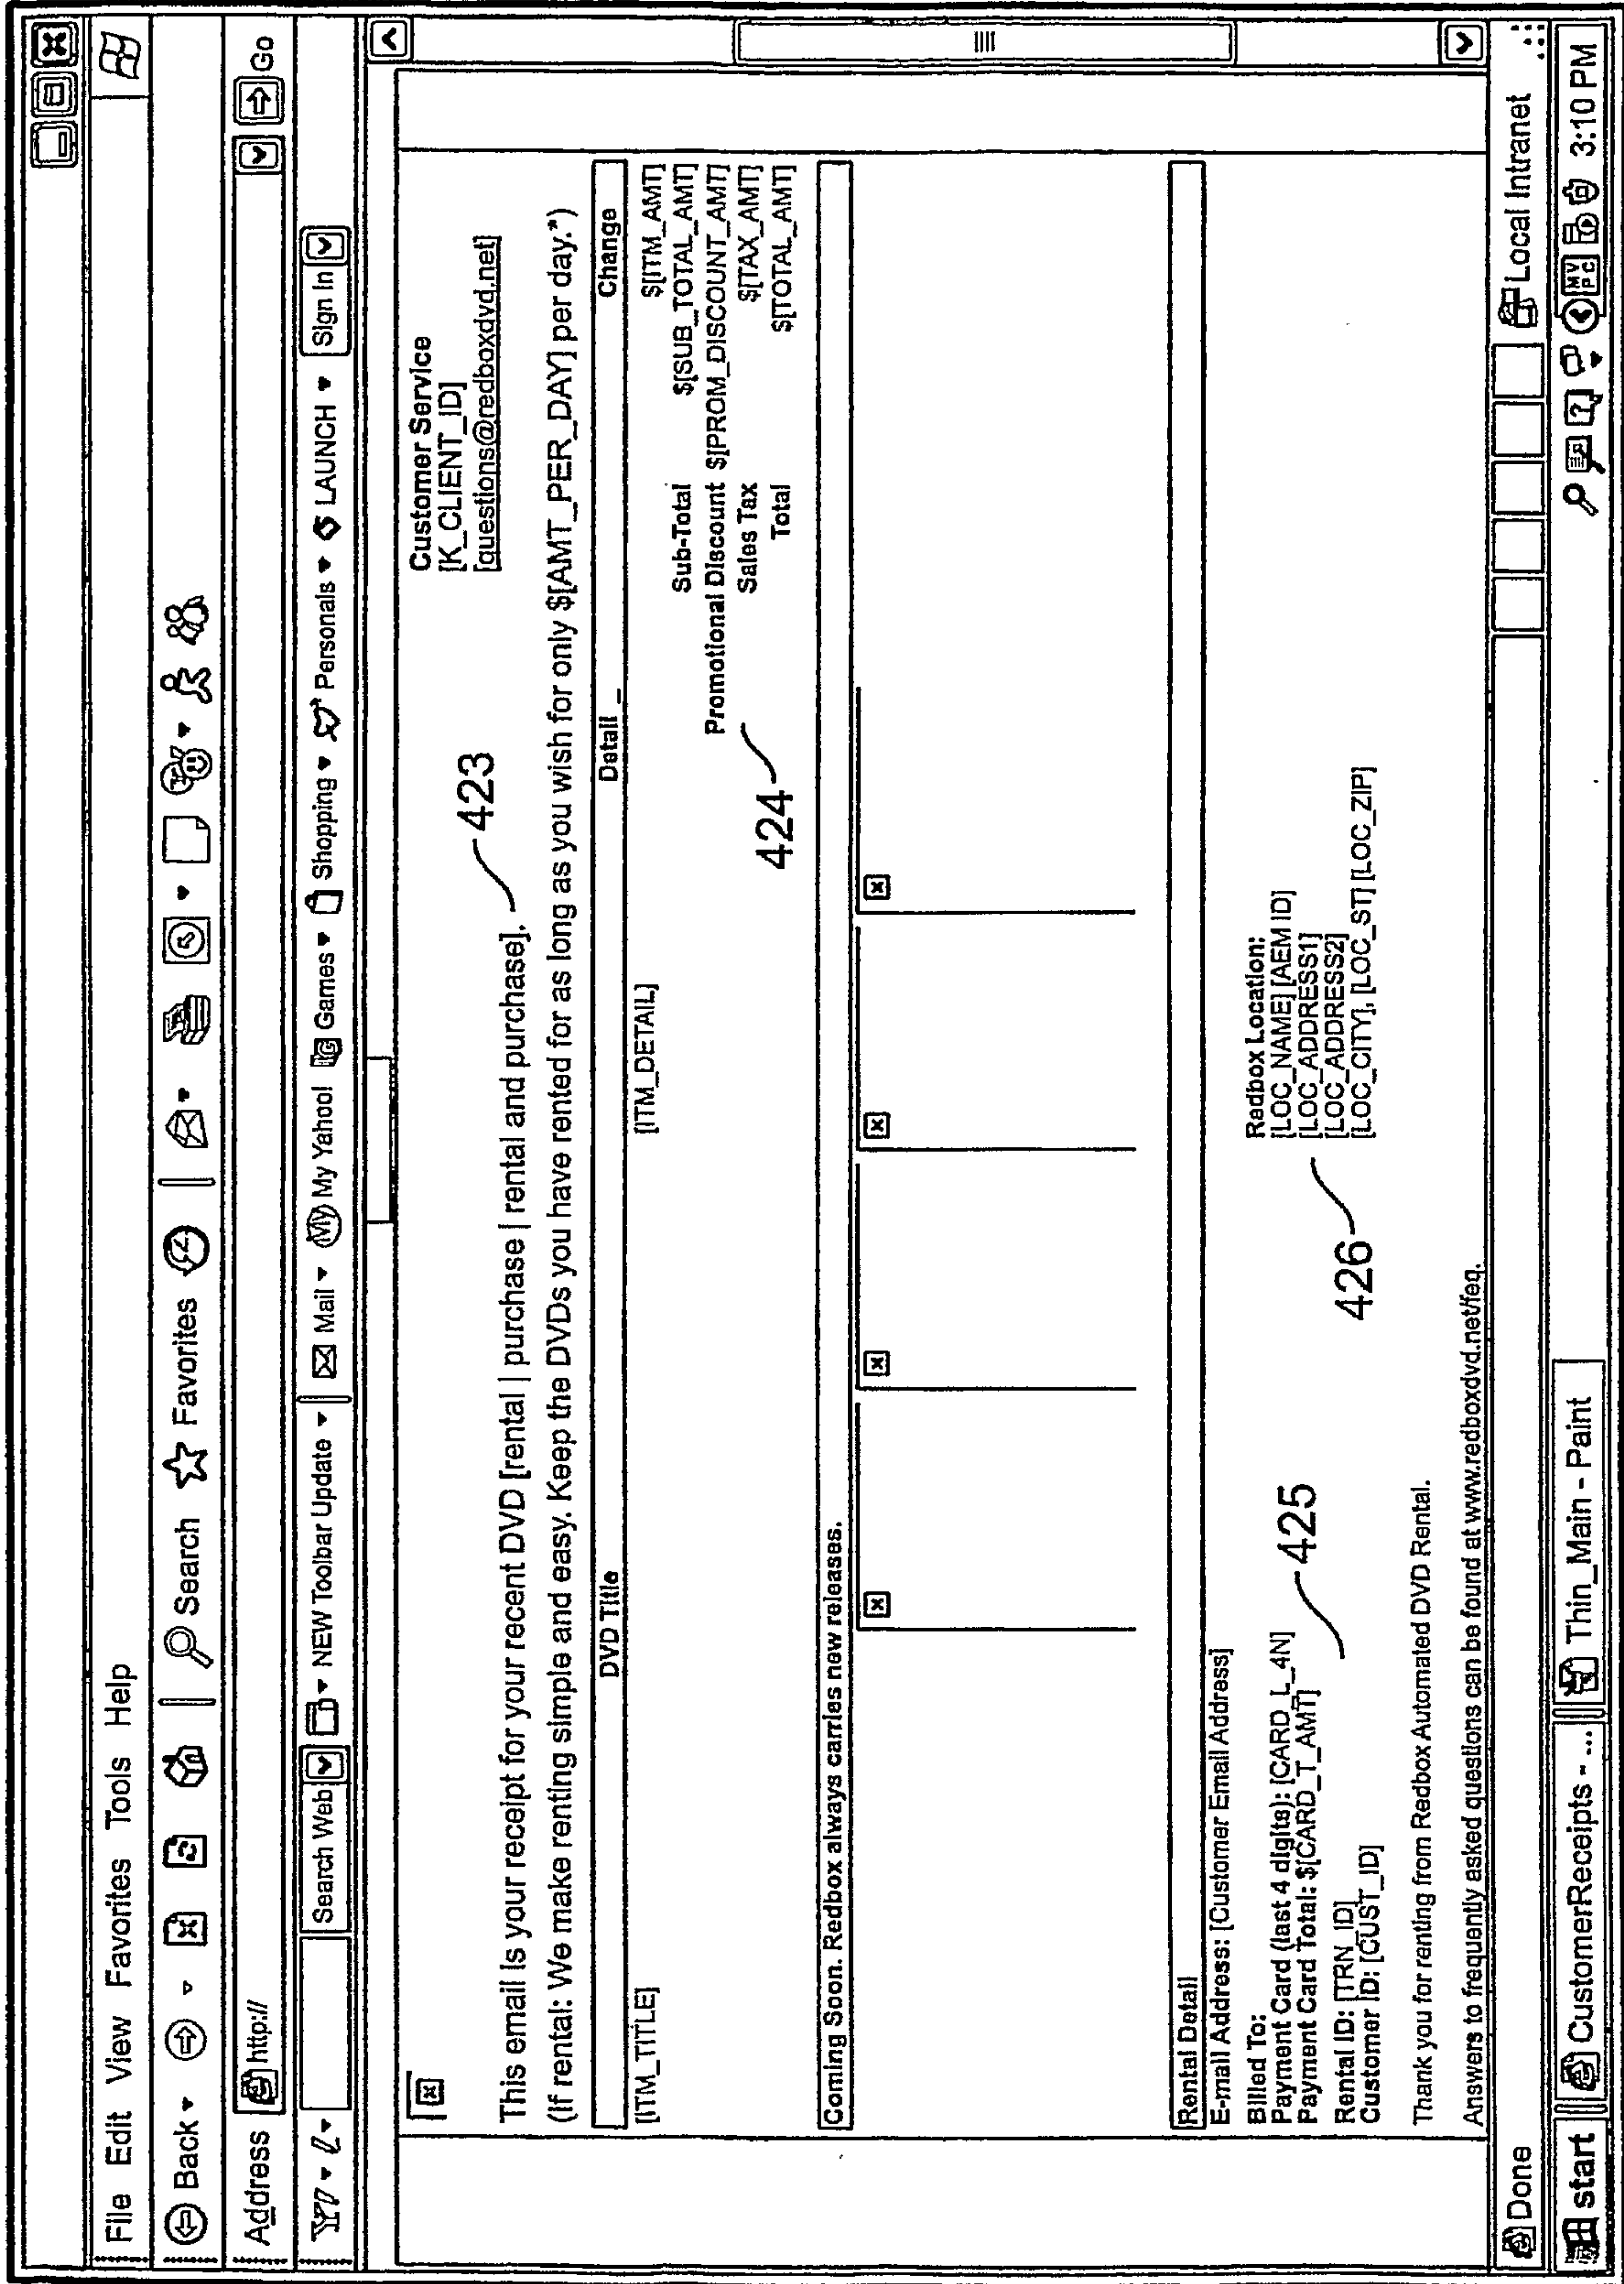 File Edit View Favorites Tools Help
Back Search Favorites
Address http:// Go
Y! Search Web NEW Toolbar Update Mail My Yahoo! Games Shopping Personals LAUNCH Sign In
Customer Service
[K_CLIENT_ID]
[questions@redboxdvd.net]
This email is your receipt for your recent DVD [rental | purchase | rental and purchase]. 423
(If rental: We make renting simple and easy. Keep the DVDs you have rented for as long as you wish for only $[AMT_PER_DAY] per day.*)
DVD Title Detail Change
[ITM_TITLE] [ITM_DETAIL] $[ITM_AMT]
Sub-Total $[SUB_TOTAL_AMT]
Promotional Discount $[PROM_DISCOUNT_AMT]
Sales Tax $[TAX_AMT]
424
Total $[TOTAL_AMT]
Coming Soon. Redbox always carries new releases.
Rental Detail
E-mail Address: [Customer Email Address]
Billed To:
Payment Card (last 4 digits): [CARD_L_4N]
Payment Card Total: $[CARD_T_AMT]
425
Rental ID: [TRN_ID]
Customer ID: [CUST_ID]
Redbox Location:
[LOC_NAME] [AEM ID]
[LOC_ADDRESS1]
[LOC_ADDRESS2]
[LOC_CITY], [LOC_ST] [LOC_ZIP]
426
Thank you for renting from Redbox Automated DVD Rental.
Answers to frequently asked questions can be found at www.redboxdvd.net/feq.
Done Local Intranet
start CustomerReceipts - ... Thin_Main - Paint MY PC 3:10 PM